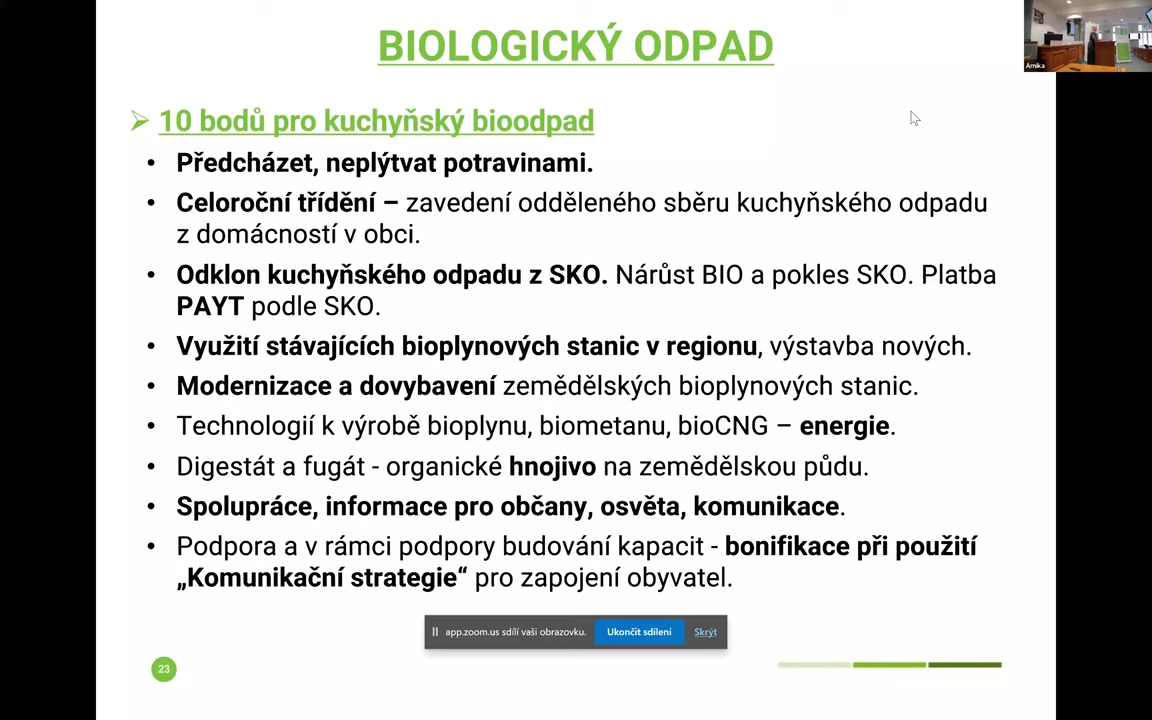 BIOLOGICKÝ ODPAD
Arnika
10 bodů pro kuchyňský bioodpad
Předcházet, neplýtvat potravinami.
Celoroční třídění – zavedení odděleného sběru kuchyňského odpadu
z domácností v obci.
Odklon kuchyňského odpadu z SKO. Nárůst BIO a pokles SKO. Platba
PAYT podle SKO.
Využití stávajících bioplynových stanic v regionu, výstavba nových.
Modernizace a dovybavení zemědělských bioplynových stanic.
Technologií k výrobě bioplynu, biometanu, bioCNG – energie.
Digestát a fugát - organické hnojivo na zemědělskou půdu.
Spolupráce, informace pro občany, osvěta, komunikace.
Podpora a v rámci podpory budování kapacit - bonifikace při použití
„Komunikační strategie“ pro zapojení obyvatel.
app.zoom.us sdílí vaši obrazovku. Ukončit sdílení Skrýt
23